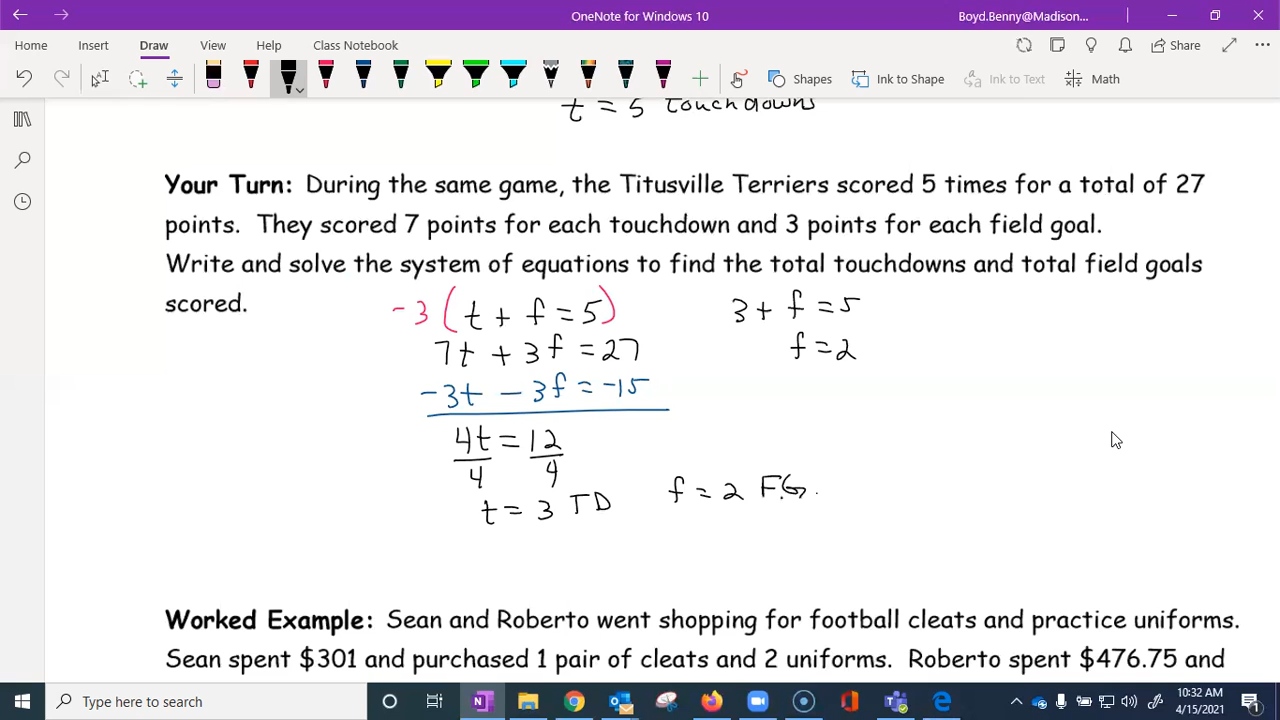 OneNote for Windows 10
Boyd.Benny@Madison...
Home Insert Draw View Help Class Notebook Share
Shapes Ink to Shape Ink to Text Math
t = 5 touchdowns
Your Turn: During the same game, the Titusville Terriers scored 5 times for a total of 27
points. They scored 7 points for each touchdown and 3 points for each field goal.
Write and solve the system of equations to find the total touchdowns and total field goals
scored.
-3(t + f = 5)
7t + 3f = 27
-3t - 3f = -15
4t = 12
4 4
t = 3 TD
3 + f = 5
f = 2
f = 2 F.G.
Worked Example: Sean and Roberto went shopping for football cleats and practice uniforms.
Sean spent $301 and purchased 1 pair of cleats and 2 uniforms. Roberto spent $476.75 and
Type here to search
10:32 AM
4/15/2021